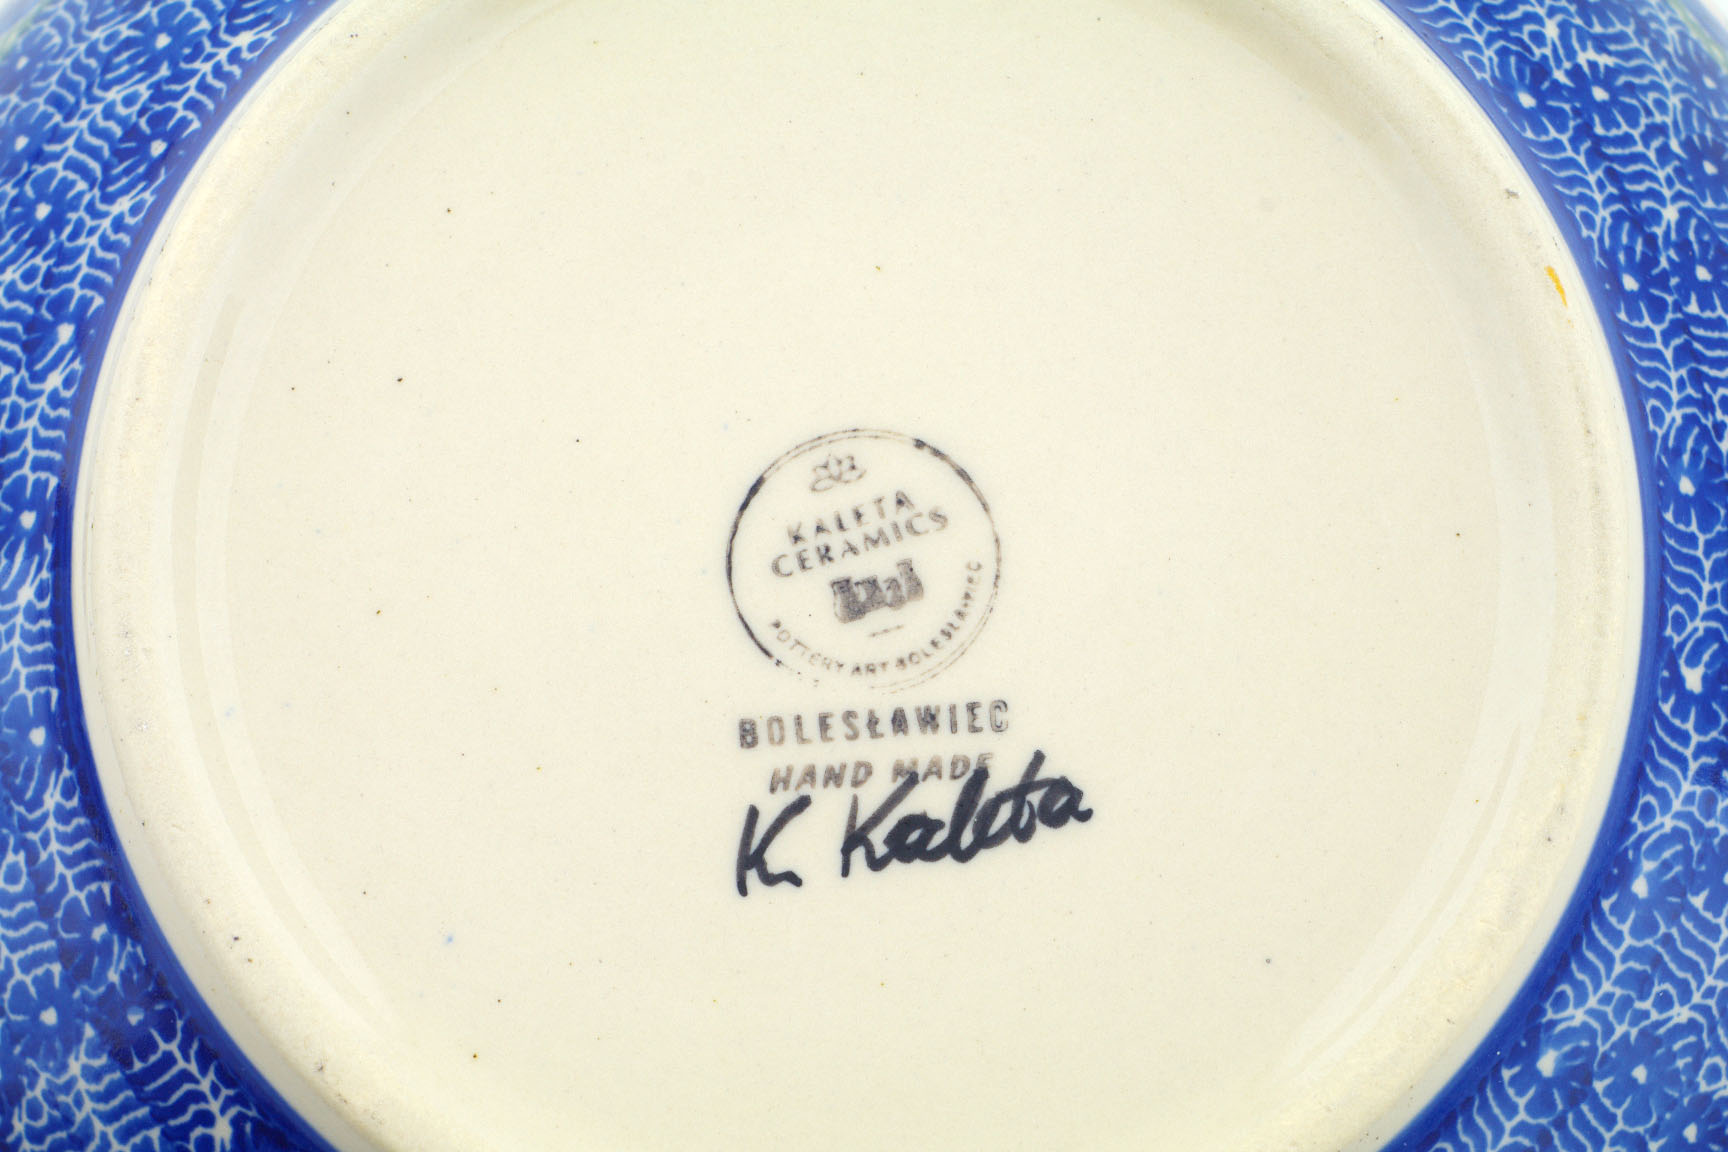 KALETA
CERAMICS
POTTERY ART BOLESŁAWIEC
BOLESŁAWIEC
HAND MADE
K. Kaleta